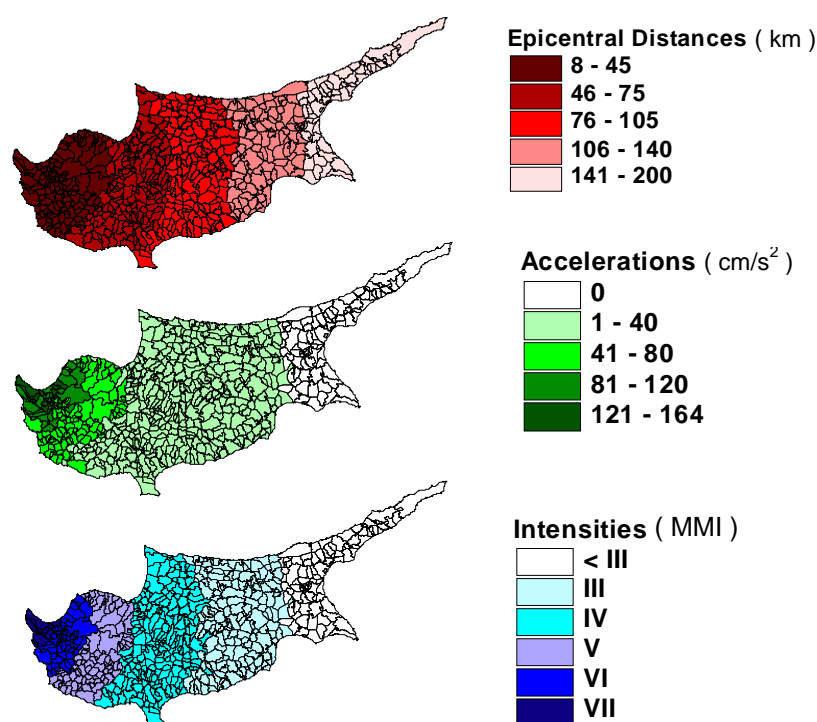 Epicentral Distances ( km )
8 - 45
46 - 75
76 - 105
106 - 140
141 - 200
Accelerations ( cm/s² )
0
1 - 40
41 - 80
81 - 120
121 - 164
Intensities ( MMI )
< III
III
IV
V
VI
VII